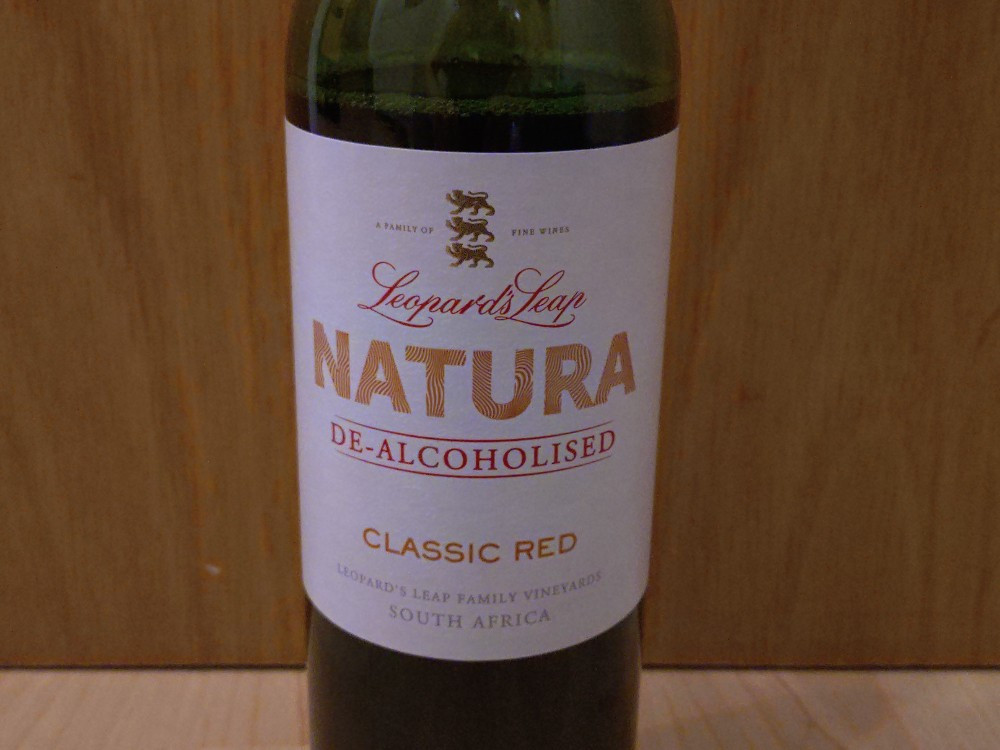 A FAMILY OF FINE WINES
Leopard's Leap
NATURA
DE-ALCOHOLISED
CLASSIC RED
LEOPARD'S LEAP FAMILY VINEYARDS
SOUTH AFRICA